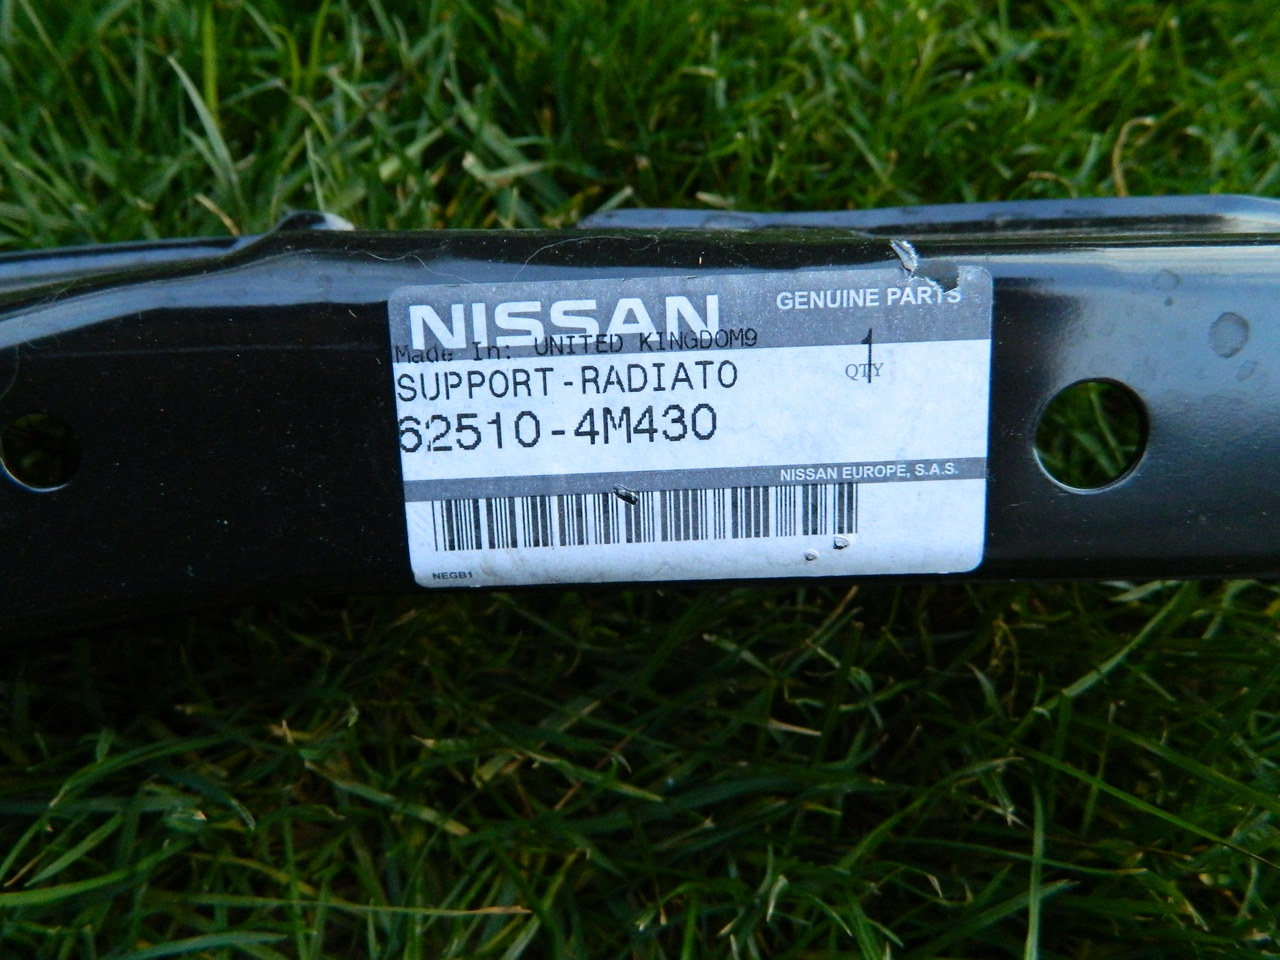 NISSAN GENUINE PARTS
Made In: UNITED KINGDOM9
SUPPORT-RADIATO
1
QTY
62510-4M430
NISSAN EUROPE, S.A.S.
NEGB1